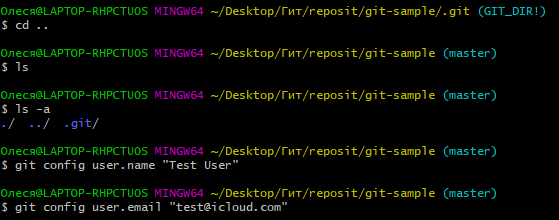 Олеся@LAPTOP-RHPCTUOS MINGW64 ~/Desktop/Гит/reposit/git-sample/.git (GIT_DIR!)
$ cd ..
Олеся@LAPTOP-RHPCTUOS MINGW64 ~/Desktop/Гит/reposit/git-sample (master)
$ ls
Олеся@LAPTOP-RHPCTUOS MINGW64 ~/Desktop/Гит/reposit/git-sample (master)
$ ls -a
./  ../  .git/
Олеся@LAPTOP-RHPCTUOS MINGW64 ~/Desktop/Гит/reposit/git-sample (master)
$ git config user.name "Test User"
Олеся@LAPTOP-RHPCTUOS MINGW64 ~/Desktop/Гит/reposit/git-sample (master)
$ git config user.email "test@icloud.com"